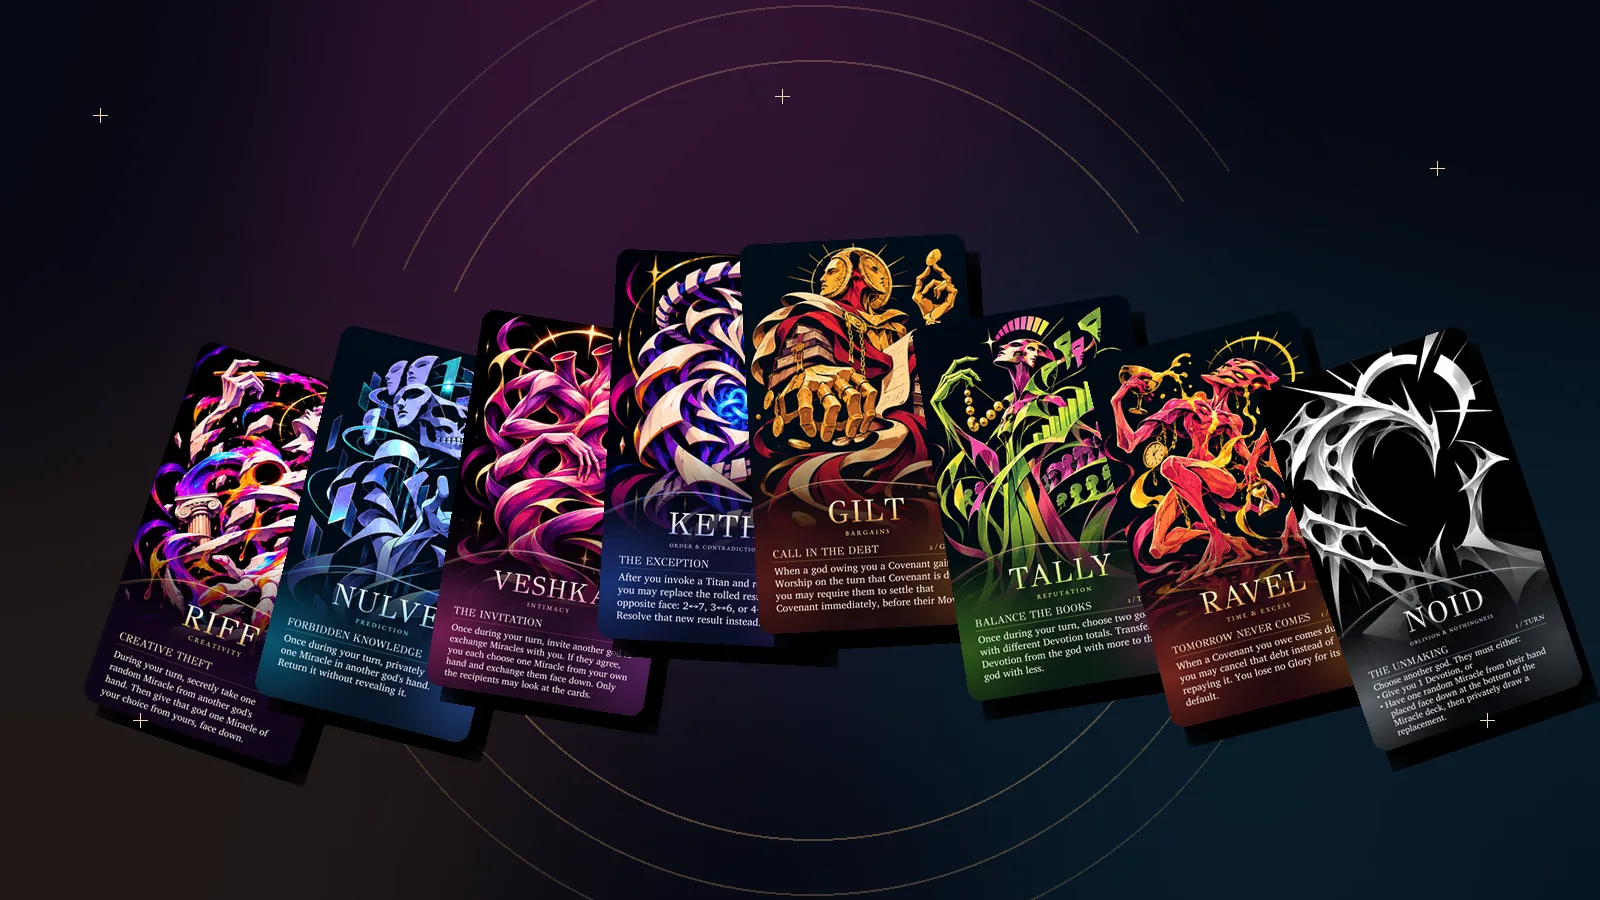 RIFF
CREATIVITY
CREATIVE THEFT
During your turn, secretly take one
random Miracle from another god's
hand. Then give that god one Miracle of
your choice from yours, face down.
NULVE
PREDICTION
FORBIDDEN KNOWLEDGE
Once during your turn, privately
one Miracle in another god's hand.
Return it without revealing it.
VESHKA
INTIMACY
THE INVITATION
Once during your turn, invite another god
exchange Miracles with you. If they agree,
you each choose one Miracle from your own
hand and exchange them face down. Only
the recipients may look at the cards.
KETH
ORDER & CONTRADICTIO
THE EXCEPTION
After you invoke a Titan and
you may replace the rolled
opposite face: 2↔7, 3↔6, or 4
Resolve that new result instead.
GILT
BARGAINS
CALL IN THE DEBT
When a god owing you a Covenant
Worship on the turn that Covenant is
you may require them to settle that
Covenant immediately, before their
TALLY
REPUTATION
BALANCE THE BOOKS
Once during your turn, choose two
with different Devotion totals.
Devotion from the god with more to
god with less.
RAVEL
TIME & EXCESS
TOMORROW NEVER COMES
When a Covenant you owe comes
you may cancel that debt instead of
repaying it. You lose no Glory for its
default.
NOID
OBLIVION & NOTHINGNESS
THE UNMAKING 1/TURN
Choose another god. They must either:
• Give you 1 Devotion, or
• Have one random Miracle from their hand
placed face down at the bottom of the
Miracle deck, then privately draw a
replacement.